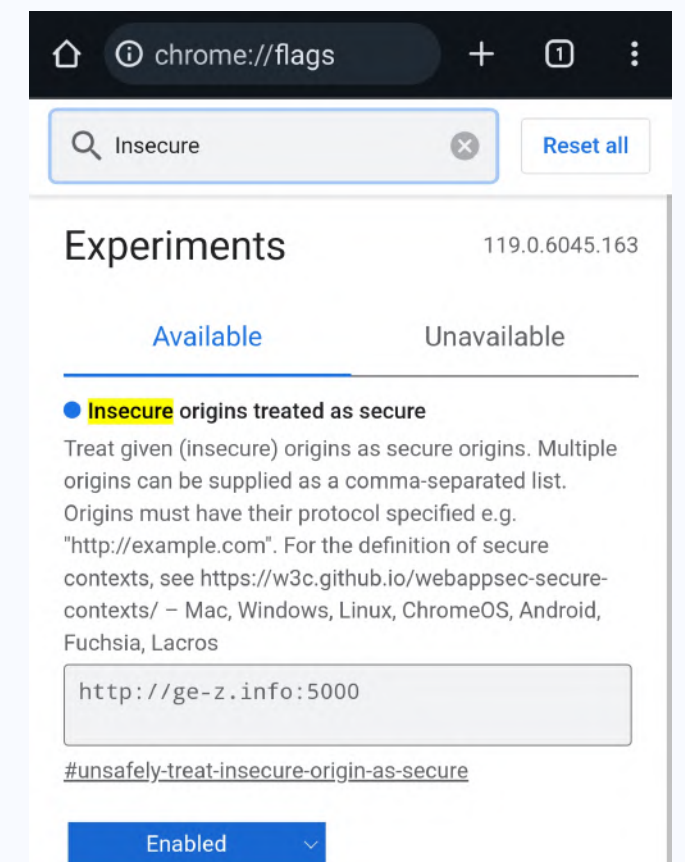 chrome://flags
1
Insecure
Reset all
Experiments
119.0.6045.163
Available
Unavailable
Insecure origins treated as secure
Treat given (insecure) origins as secure origins. Multiple
origins can be supplied as a comma-separated list.
Origins must have their protocol specified e.g.
"http://example.com". For the definition of secure
contexts, see https://w3c.github.io/webappsec-secure-
contexts/ – Mac, Windows, Linux, ChromeOS, Android,
Fuchsia, Lacros
http://ge-z.info:5000
#unsafely-treat-insecure-origin-as-secure
Enabled